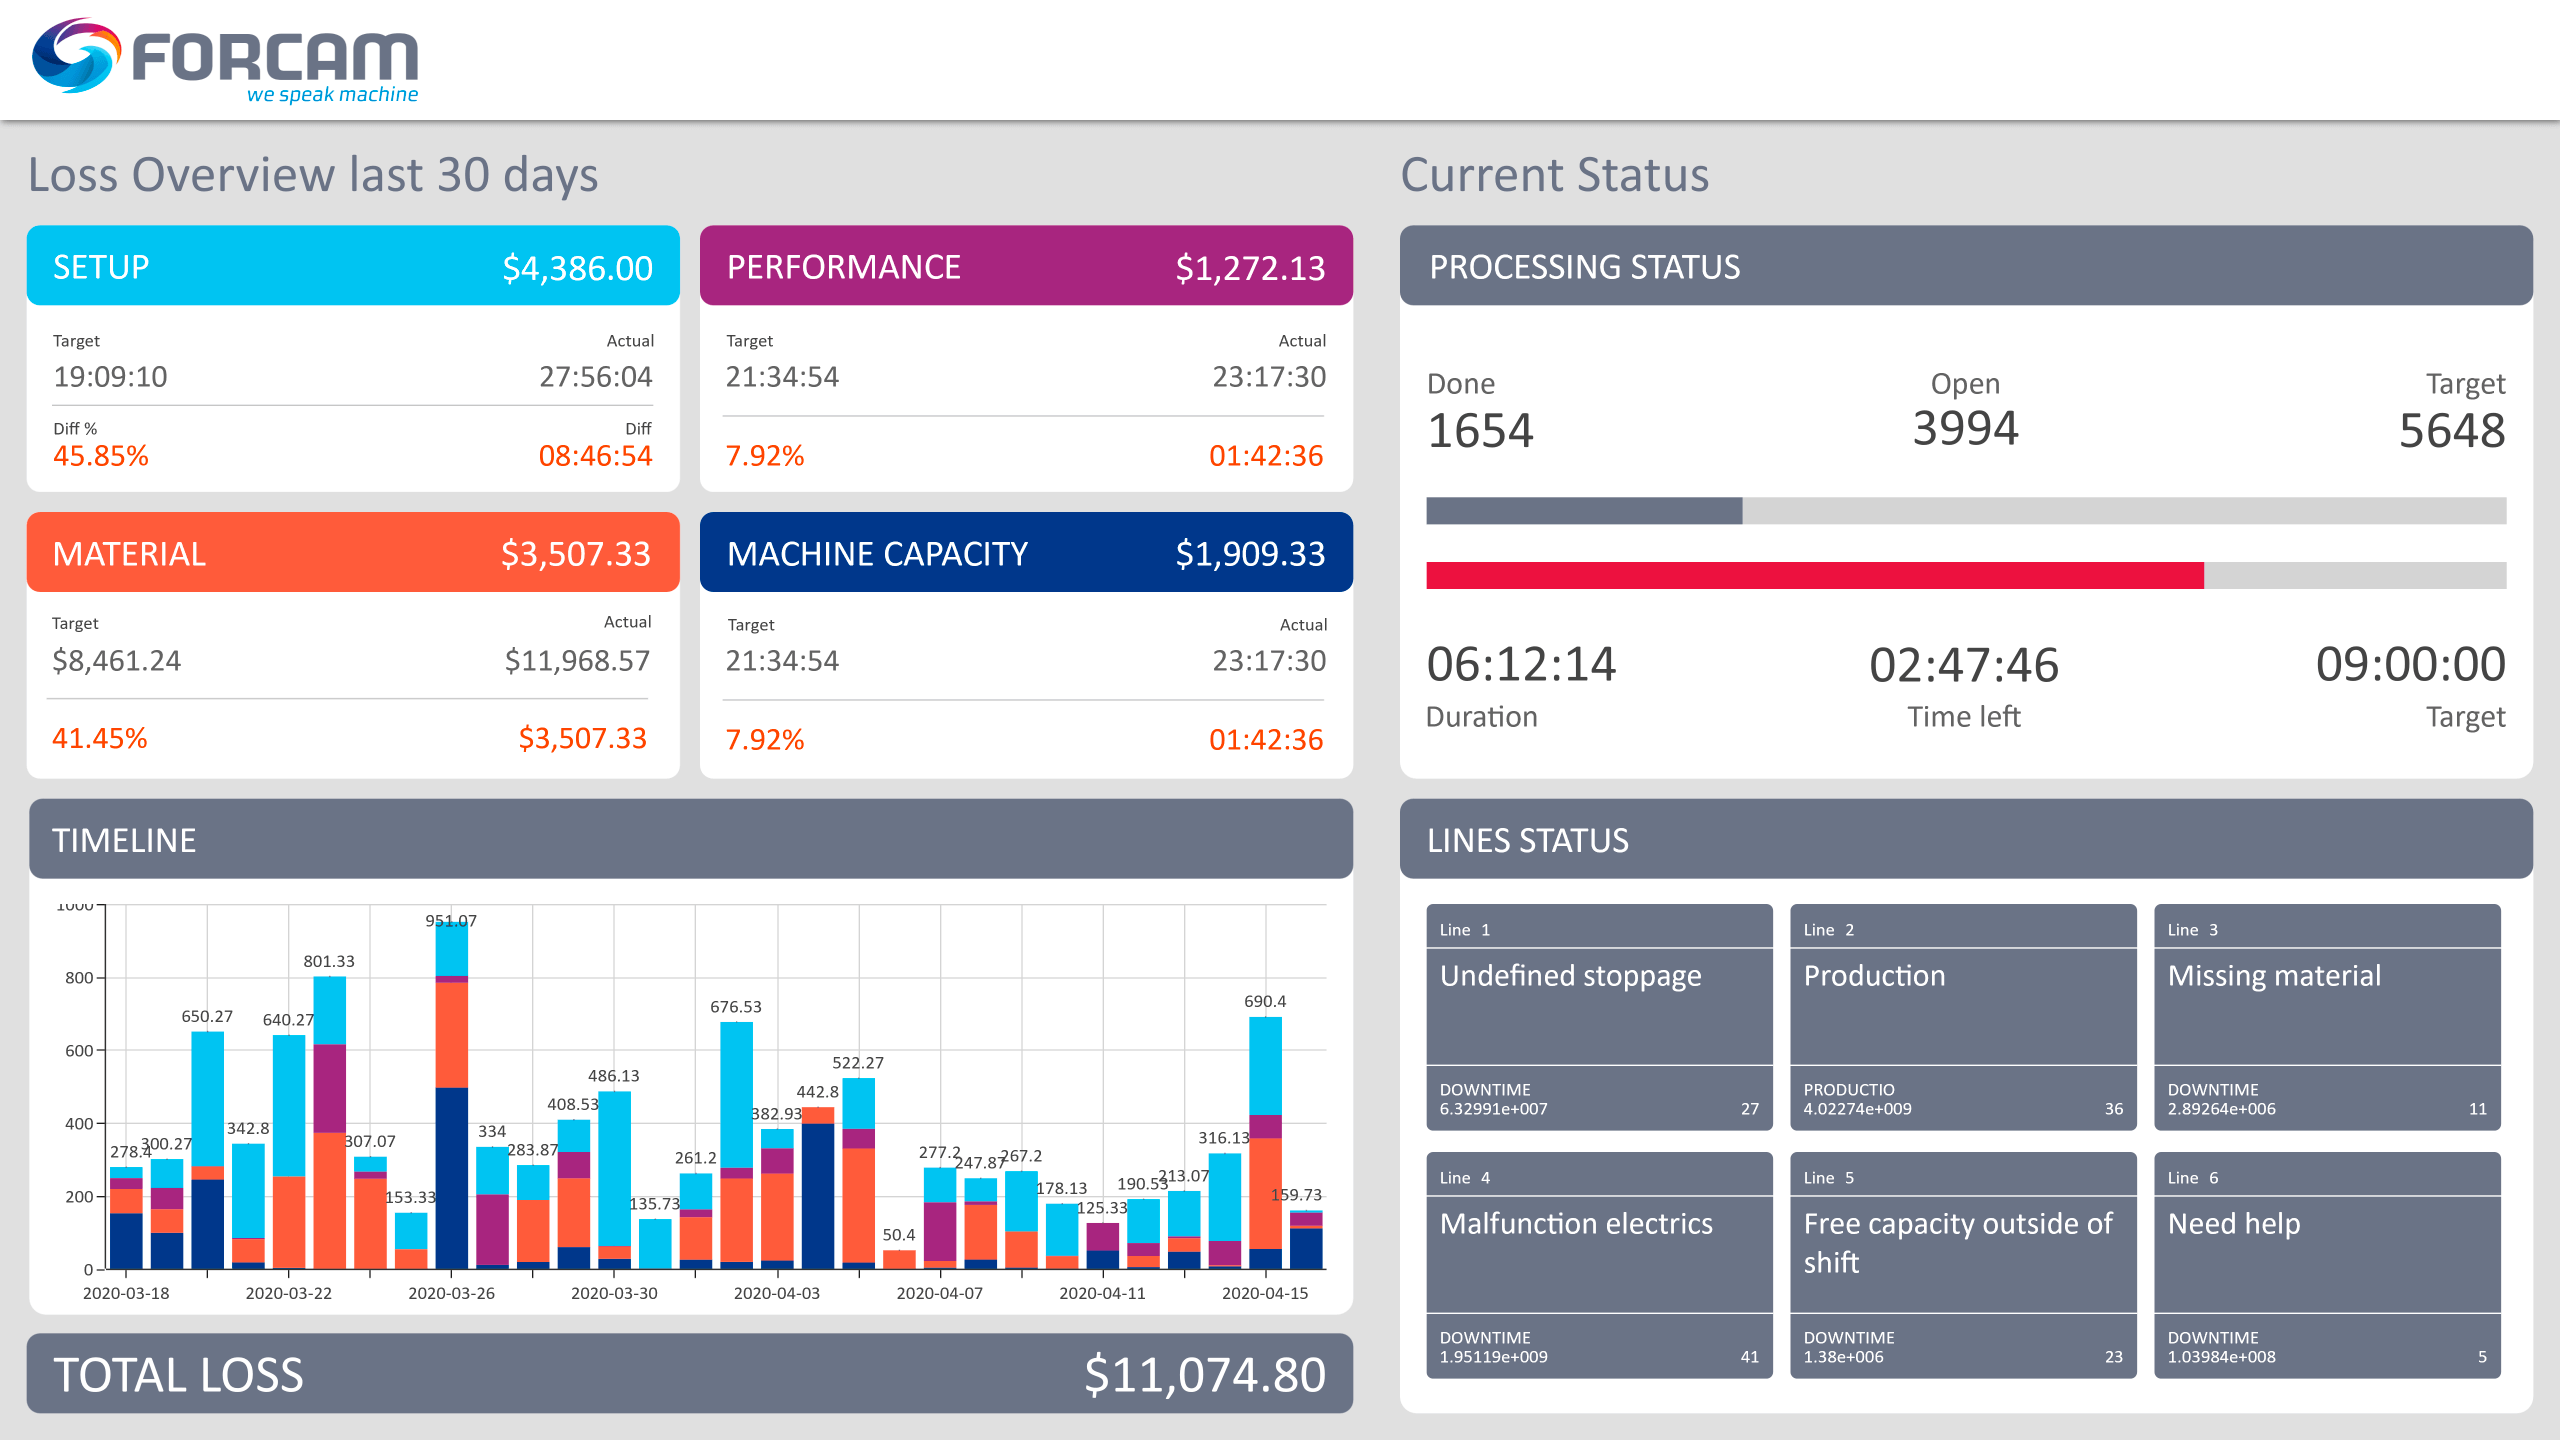 FORCAM
we speak machine
Loss Overview last 30 days
SETUP $4,386.00
Target Actual
19:09:10 27:56:04
Diff % Diff
45.85% 08:46:54
PERFORMANCE $1,272.13
Target Actual
21:34:54 23:17:30
7.92% 01:42:36
MATERIAL $3,507.33
Target Actual
$8,461.24 $11,968.57
41.45% $3,507.33
MACHINE CAPACITY $1,909.33
Target Actual
21:34:54 23:17:30
7.92% 01:42:36
TIMELINE
1000
800
600
400
200
0
278.4
300.27
650.27
342.8
640.27
801.33
307.07
153.33
951.07
334
283.87
408.53
486.13
135.73
261.2
676.53
382.93
442.8
522.27
50.4
277.2
247.87
267.2
178.13
125.33
190.53
213.07
316.13
690.4
159.73
2020-03-18 2020-03-22 2020-03-26 2020-03-30 2020-04-03 2020-04-07 2020-04-11 2020-04-15
TOTAL LOSS $11,074.80
Current Status
PROCESSING STATUS
Done Open Target
1654 3994 5648
06:12:14 02:47:46 09:00:00
Duration Time left Target
LINES STATUS
Line 1
Undefined stoppage
DOWNTIME
6.32991e+007 27
Line 2
Production
PRODUCTIO
4.02274e+009 36
Line 3
Missing material
DOWNTIME
2.89264e+006 11
Line 4
Malfunction electrics
DOWNTIME
1.95119e+009 41
Line 5
Free capacity outside of
shift
DOWNTIME
1.38e+006 23
Line 6
Need help
DOWNTIME
1.03984e+008 5